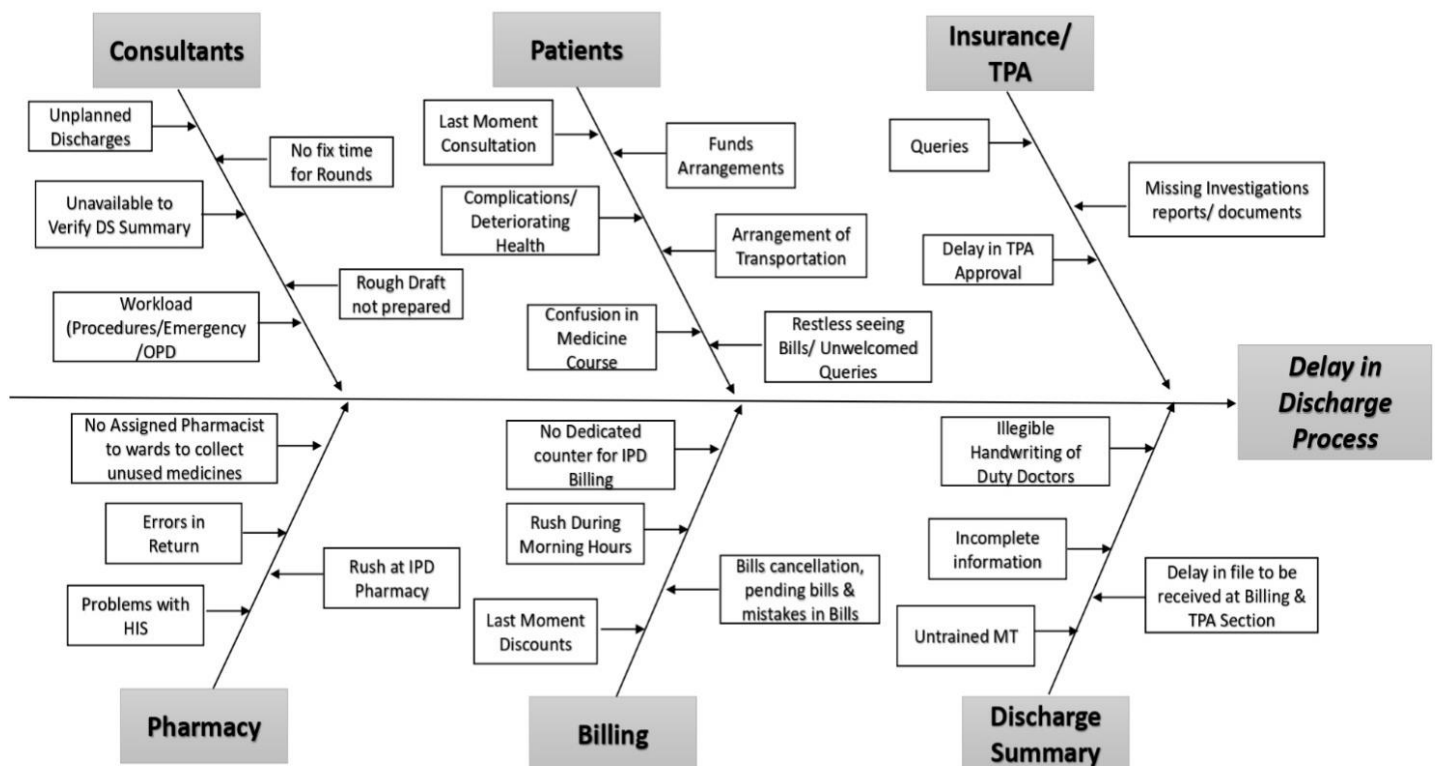 Consultants
Unplanned
Discharges
No fix time
for Rounds
Unavailable to
Verify DS Summary
Rough Draft
not prepared
Workload
(Procedures/Emergency
/OPD
Patients
Last Moment
Consultation
Funds
Arrangements
Complications/
Deteriorating
Health
Arrangement of
Transportation
Confusion in
Medicine
Course
Restless seeing
Bills/ Unwelcomed
Queries
Insurance/
TPA
Queries
Missing Investigations
reports/ documents
Delay in TPA
Approval
Delay in
Discharge
Process
No Assigned Pharmacist
to wards to collect
unused medicines
Errors in
Return
Rush at IPD
Pharmacy
Problems with
HIS
Pharmacy
No Dedicated
counter for IPD
Billing
Rush During
Morning Hours
Bills cancellation,
pending bills &
mistakes in Bills
Last Moment
Discounts
Billing
Illegible
Handwriting of
Duty Doctors
Incomplete
information
Delay in file to be
received at Billing &
TPA Section
Untrained MT
Discharge
Summary